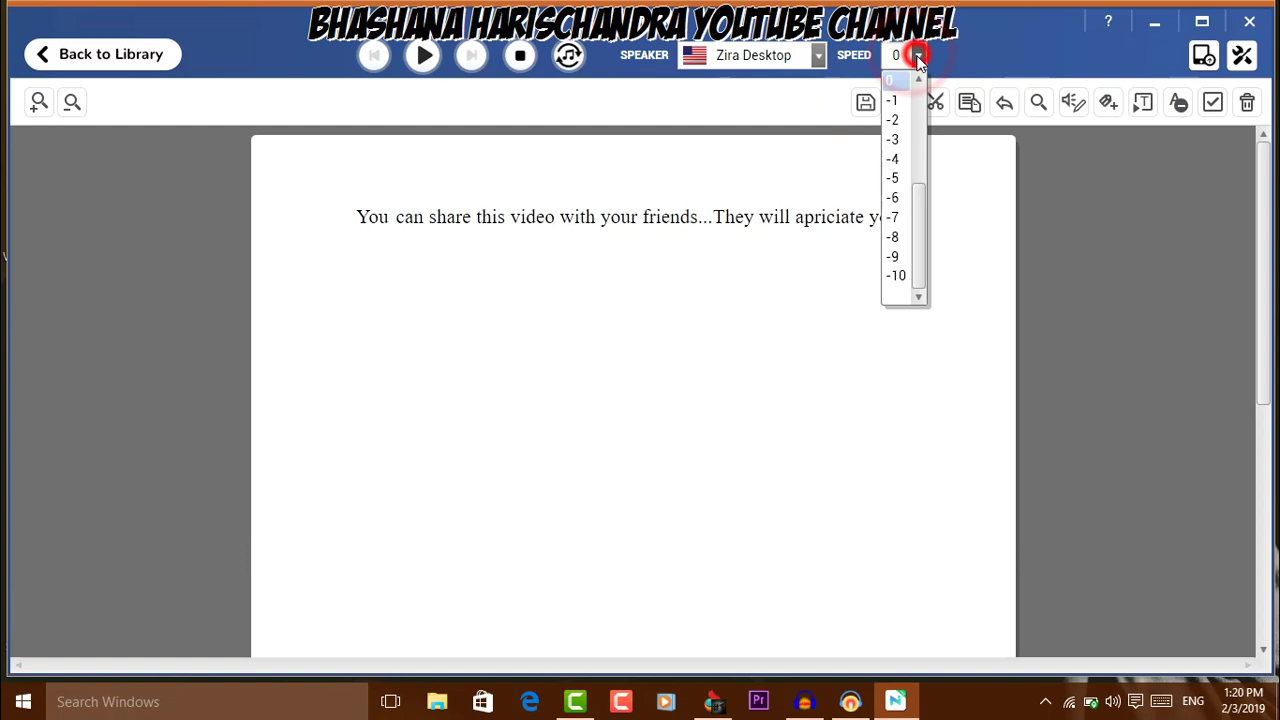 BHASHANA HARISCHANDRA YOUTUBE CHANNEL
?
Back to Library
SPEAKER
Zira Desktop
SPEED
0
0
-1
-2
-3
-4
-5
-6
-7
-8
-9
-10
You can share this video with your friends...They will apriciate
Search Windows
ENG
1:20 PM
2/3/2019